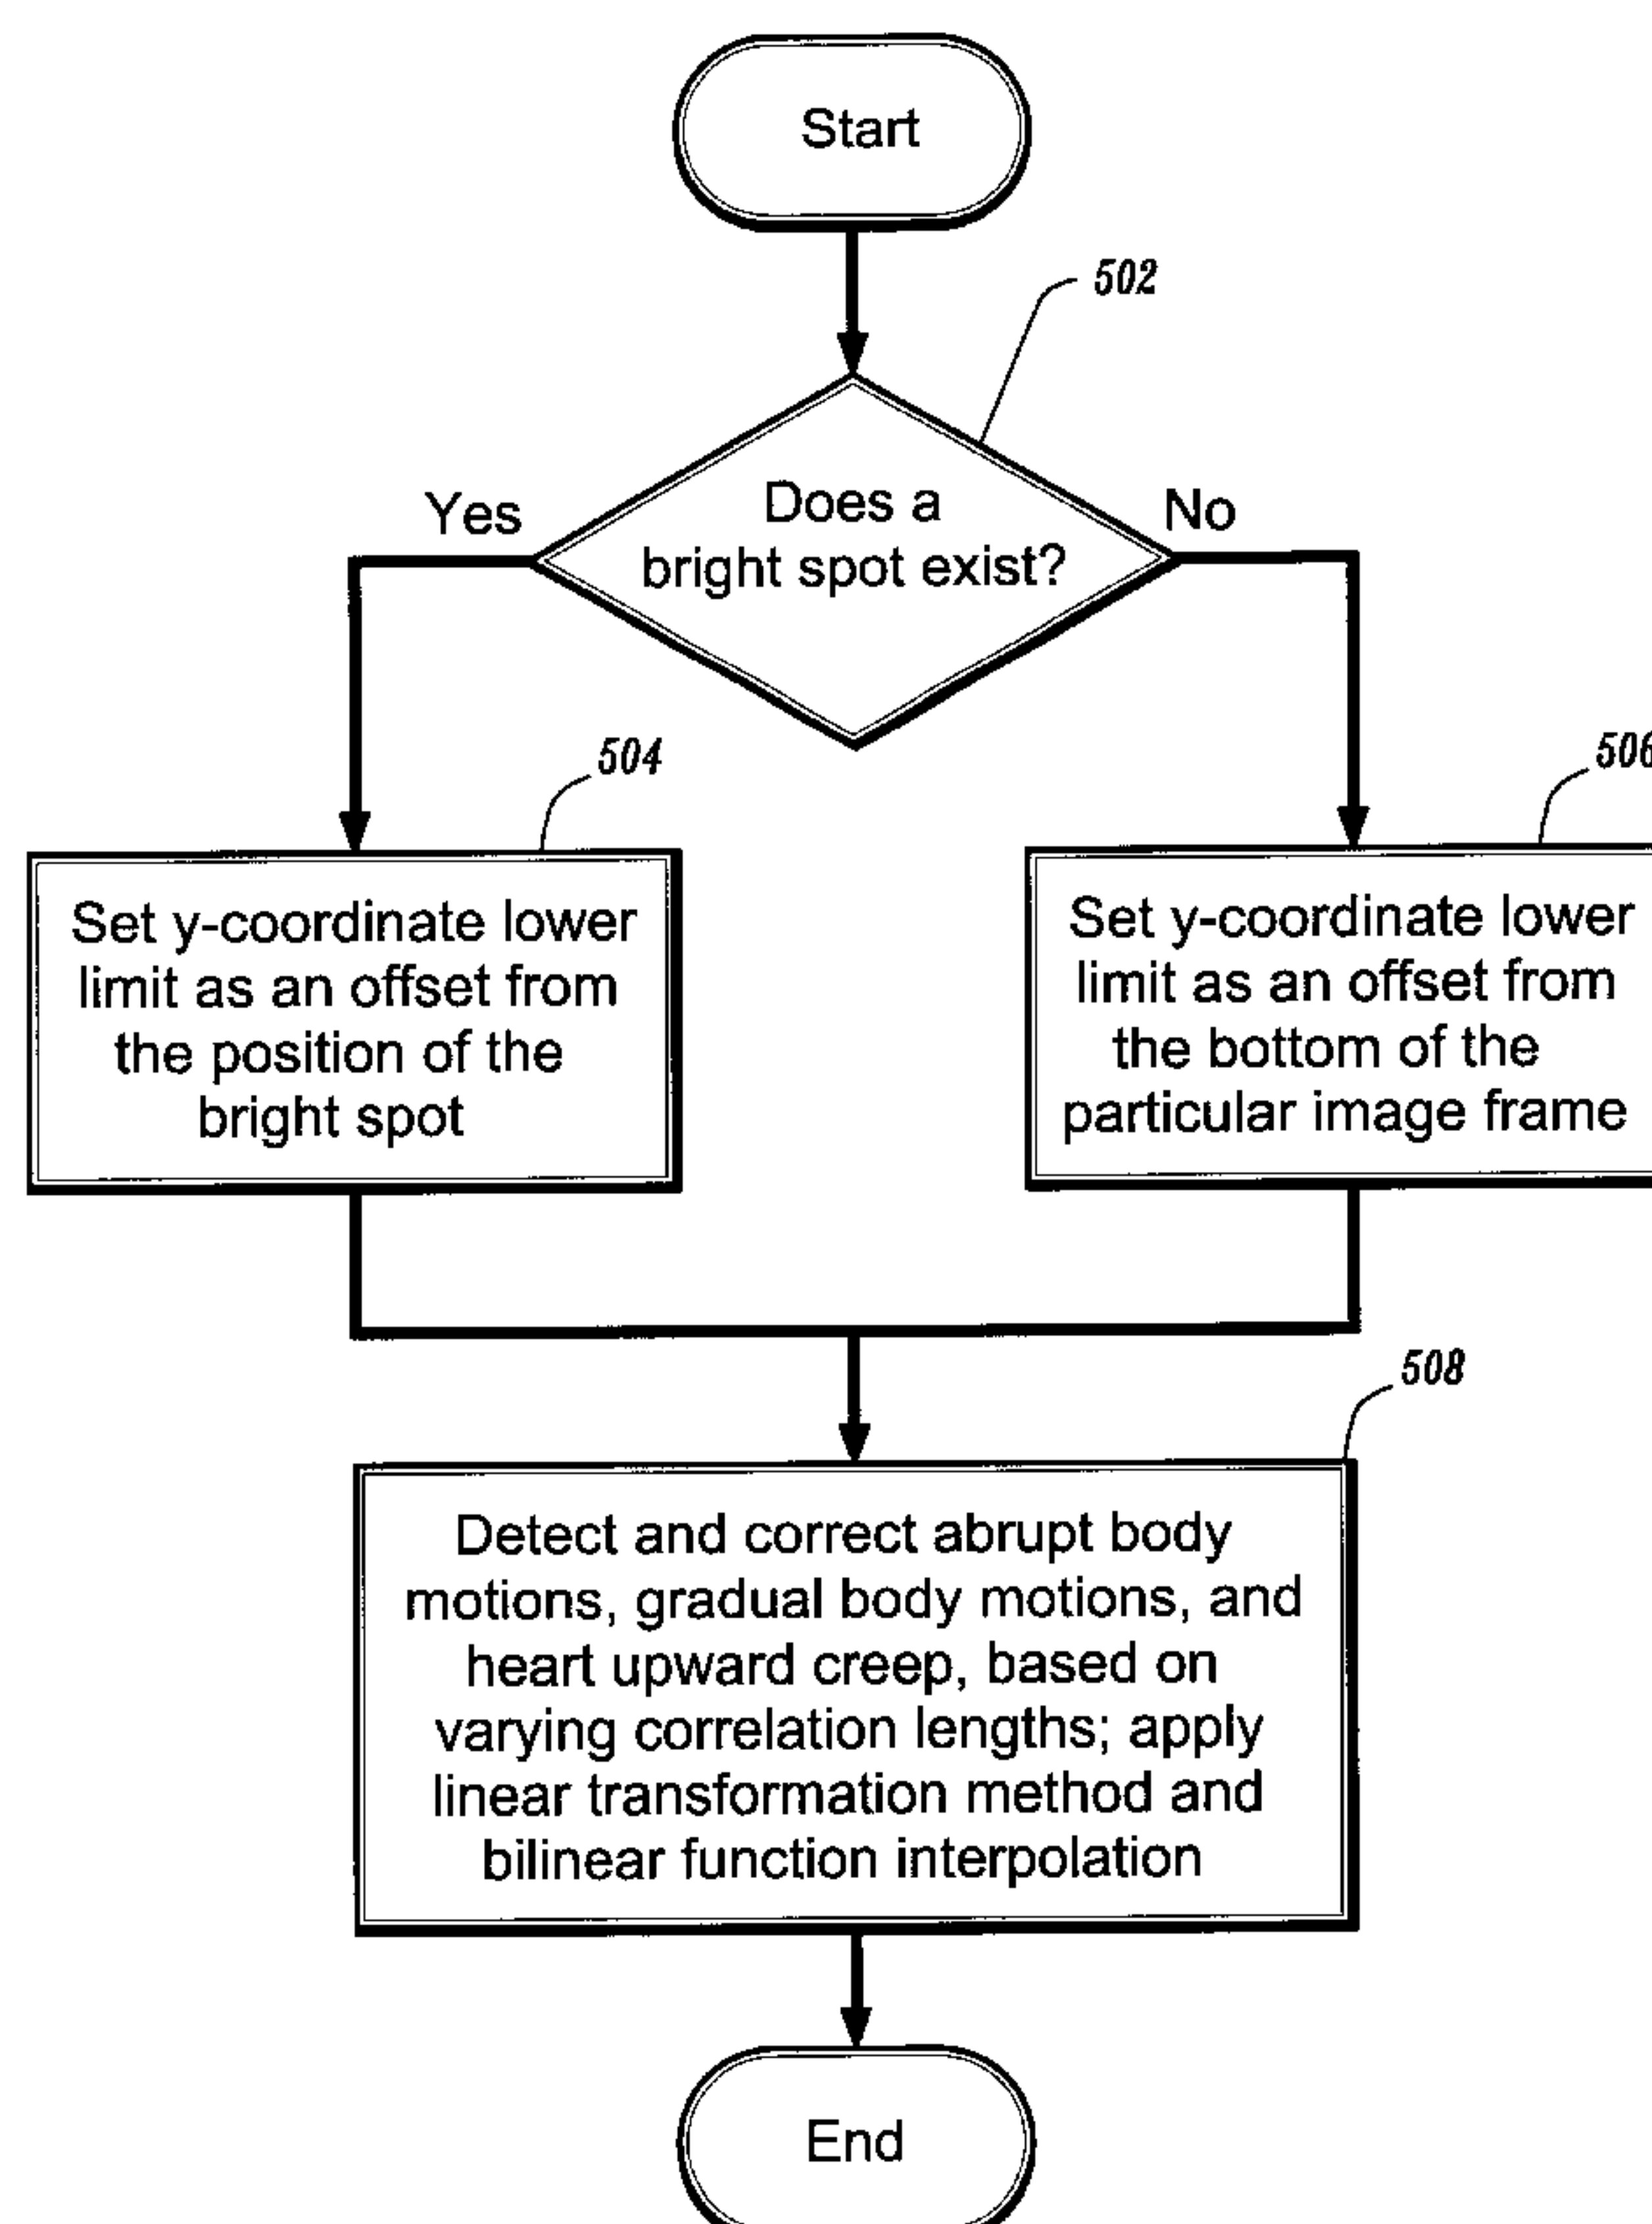 Start
502
Does a
bright spot exist?
Yes
No
504
506
Set y-coordinate lower
limit as an offset from
the position of the
bright spot
Set y-coordinate lower
limit as an offset from
the bottom of the
particular image frame
508
Detect and correct abrupt body
motions, gradual body motions, and
heart upward creep, based on
varying correlation lengths; apply
linear transformation method and
bilinear function interpolation
End